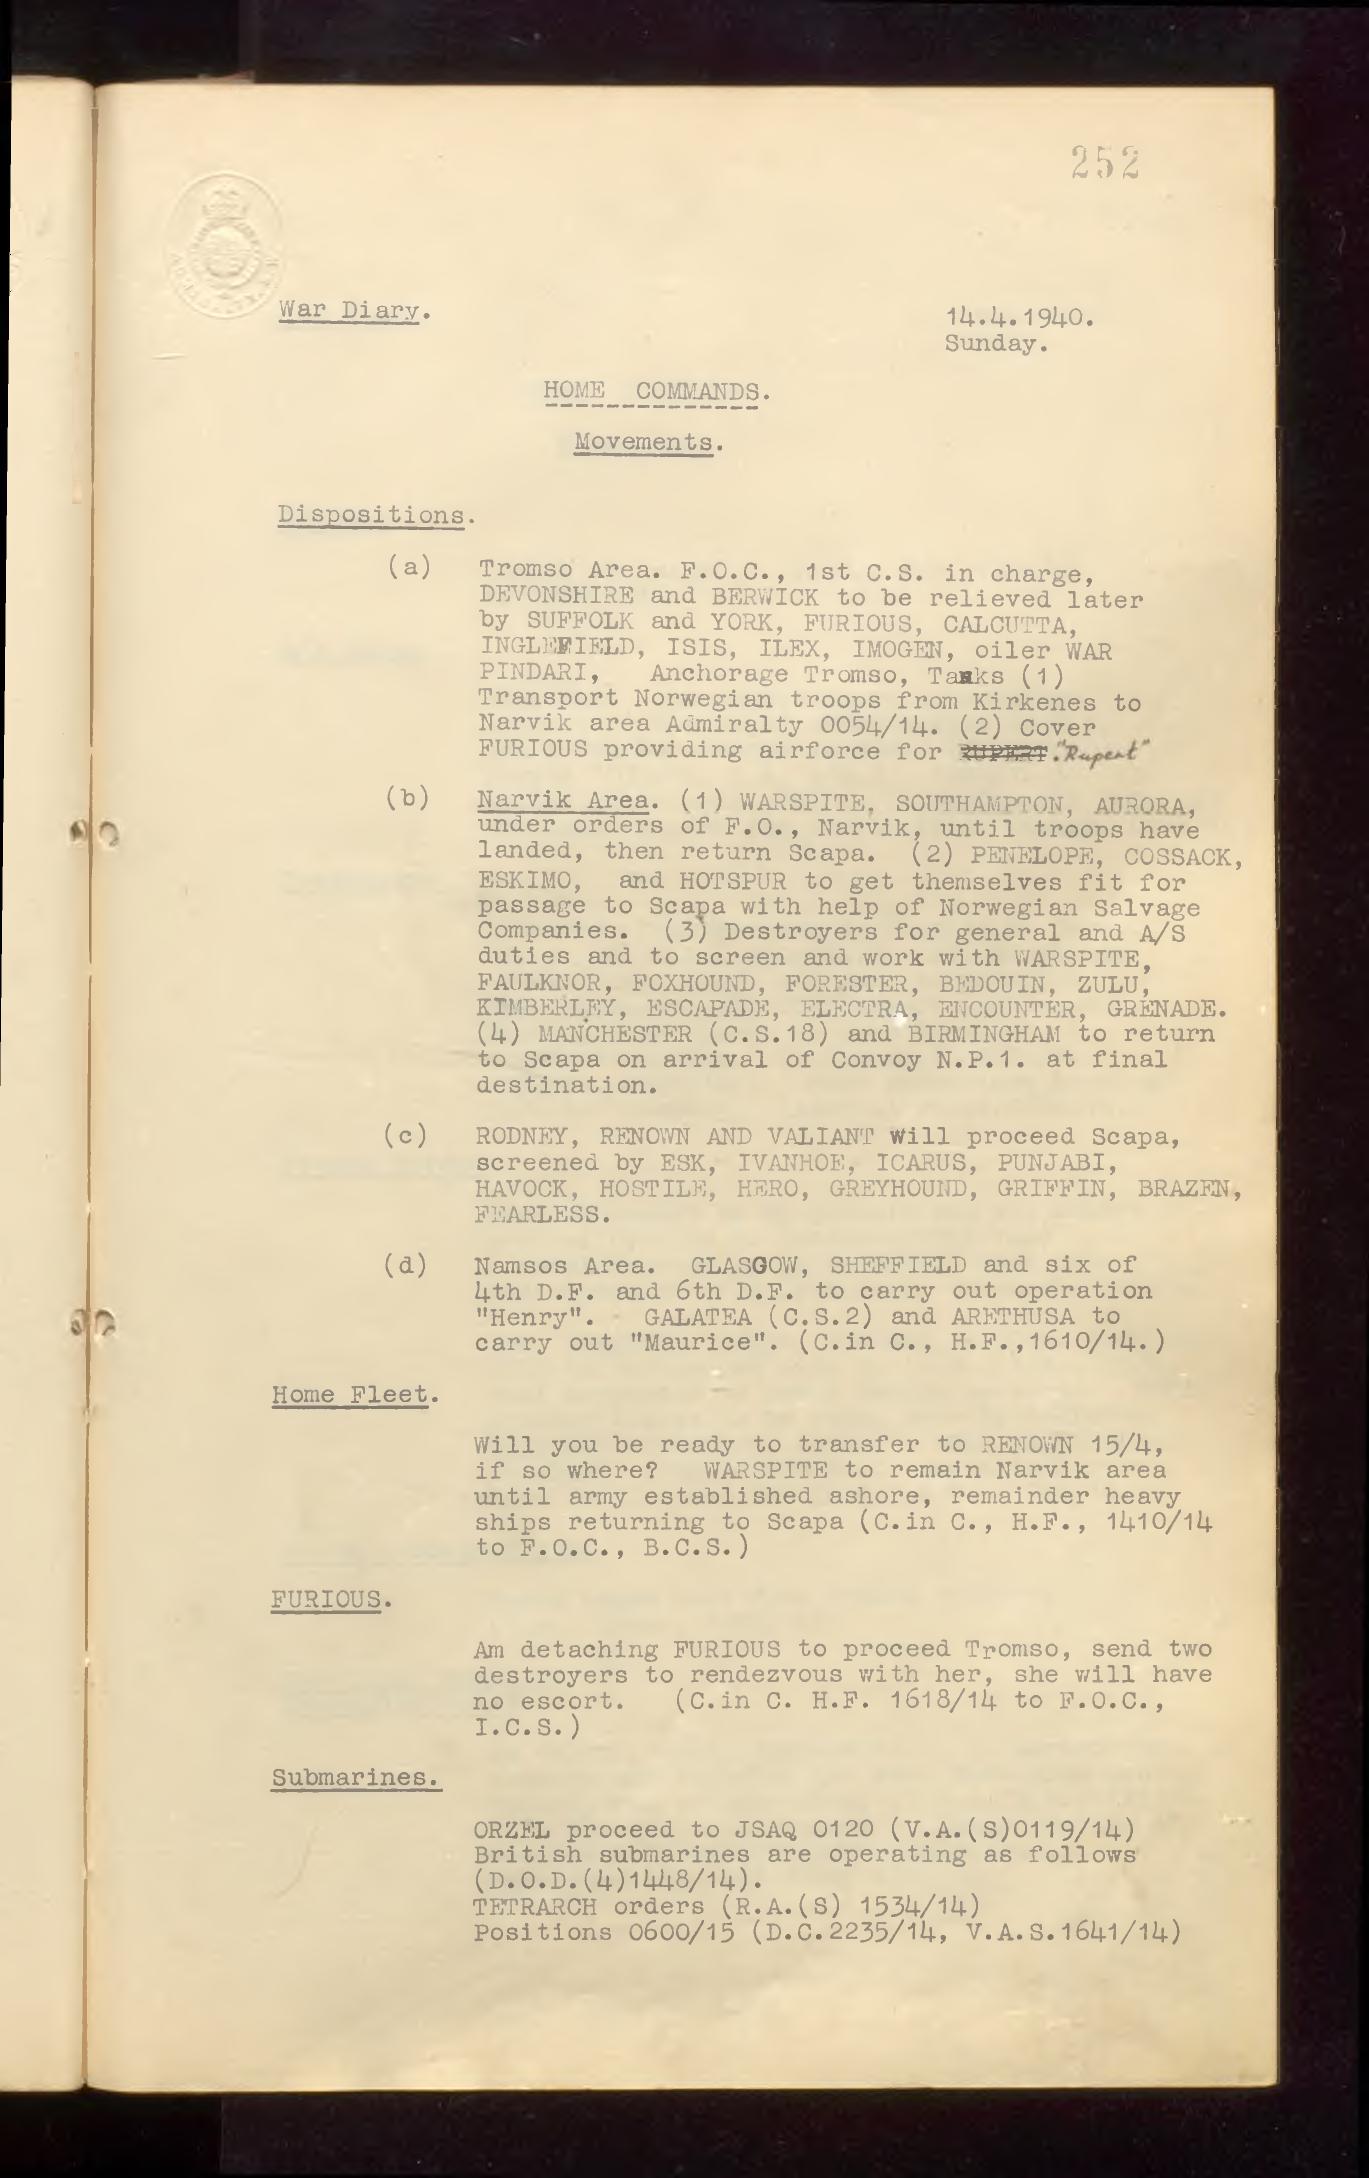 252
War Diary.
14.4.1940.
Sunday.
HOME COMMANDS.
Movements.
Dispositions.
(a) Tromso Area. F.O.C., 1st C.S. in charge,
DEVONSHIRE and BERWICK to be relieved later
by SUFFOLK and YORK, FURIOUS, CALCUTTA,
INGLEFIELD, ISIS, ILEX, IMOGEN, oiler WAR
PINDARI, Anchorage Tromso, Tasks (1)
Transport Norwegian troops from Kirkenes to
Narvik area Admiralty 0054/14. (2) Cover
FURIOUS providing airforce for RUPERT. "Rupert"
(b) Narvik Area. (1) WARSPITE, SOUTHAMPTON, AURORA,
under orders of F.O., Narvik, until troops have
landed, then return Scapa. (2) PENELOPE, COSSACK,
ESKIMO, and HOTSPUR to get themselves fit for
passage to Scapa with help of Norwegian Salvage
Companies. (3) Destroyers for general and A/S
duties and to screen and work with WARSPITE,
FAULKNOR, FOXHOUND, FORESTER, BEDOUIN, ZULU,
KIMBERLEY, ESCAPADE, ELECTRA, ENCOUNTER, GRENADE.
(4) MANCHESTER (C.S.18) and BIRMINGHAM to return
to Scapa on arrival of Convoy N.P.1. at final
destination.
(c) RODNEY, RENOWN AND VALIANT will proceed Scapa,
screened by ESK, IVANHOE, ICARUS, PUNJABI,
HAVOCK, HOSTILE, HERO, GREYHOUND, GRIFFIN, BRAZEN,
FEARLESS.
(d) Namsos Area. GLASGOW, SHEFFIELD and six of
4th D.F. and 6th D.F. to carry out operation
"Henry". GALATEA (C.S.2) and ARETHUSA to
carry out "Maurice". (C.in C., H.F.,1610/14.)
Home Fleet.
Will you be ready to transfer to RENOWN 15/4,
if so where? WARSPITE to remain Narvik area
until army established ashore, remainder heavy
ships returning to Scapa (C.in C., H.F., 1410/14
to F.O.C., B.C.S.)
FURIOUS.
Am detaching FURIOUS to proceed Tromso, send two
destroyers to rendezvous with her, she will have
no escort. (C.in C. H.F. 1618/14 to F.O.C.,
I.C.S.)
Submarines.
ORZEL proceed to JSAQ 0120 (V.A.(S)0119/14)
British submarines are operating as follows
(D.O.D.(4)1448/14).
TETRARCH orders (R.A.(S) 1534/14)
Positions 0600/15 (D.C.2235/14, V.A.S.1641/14)